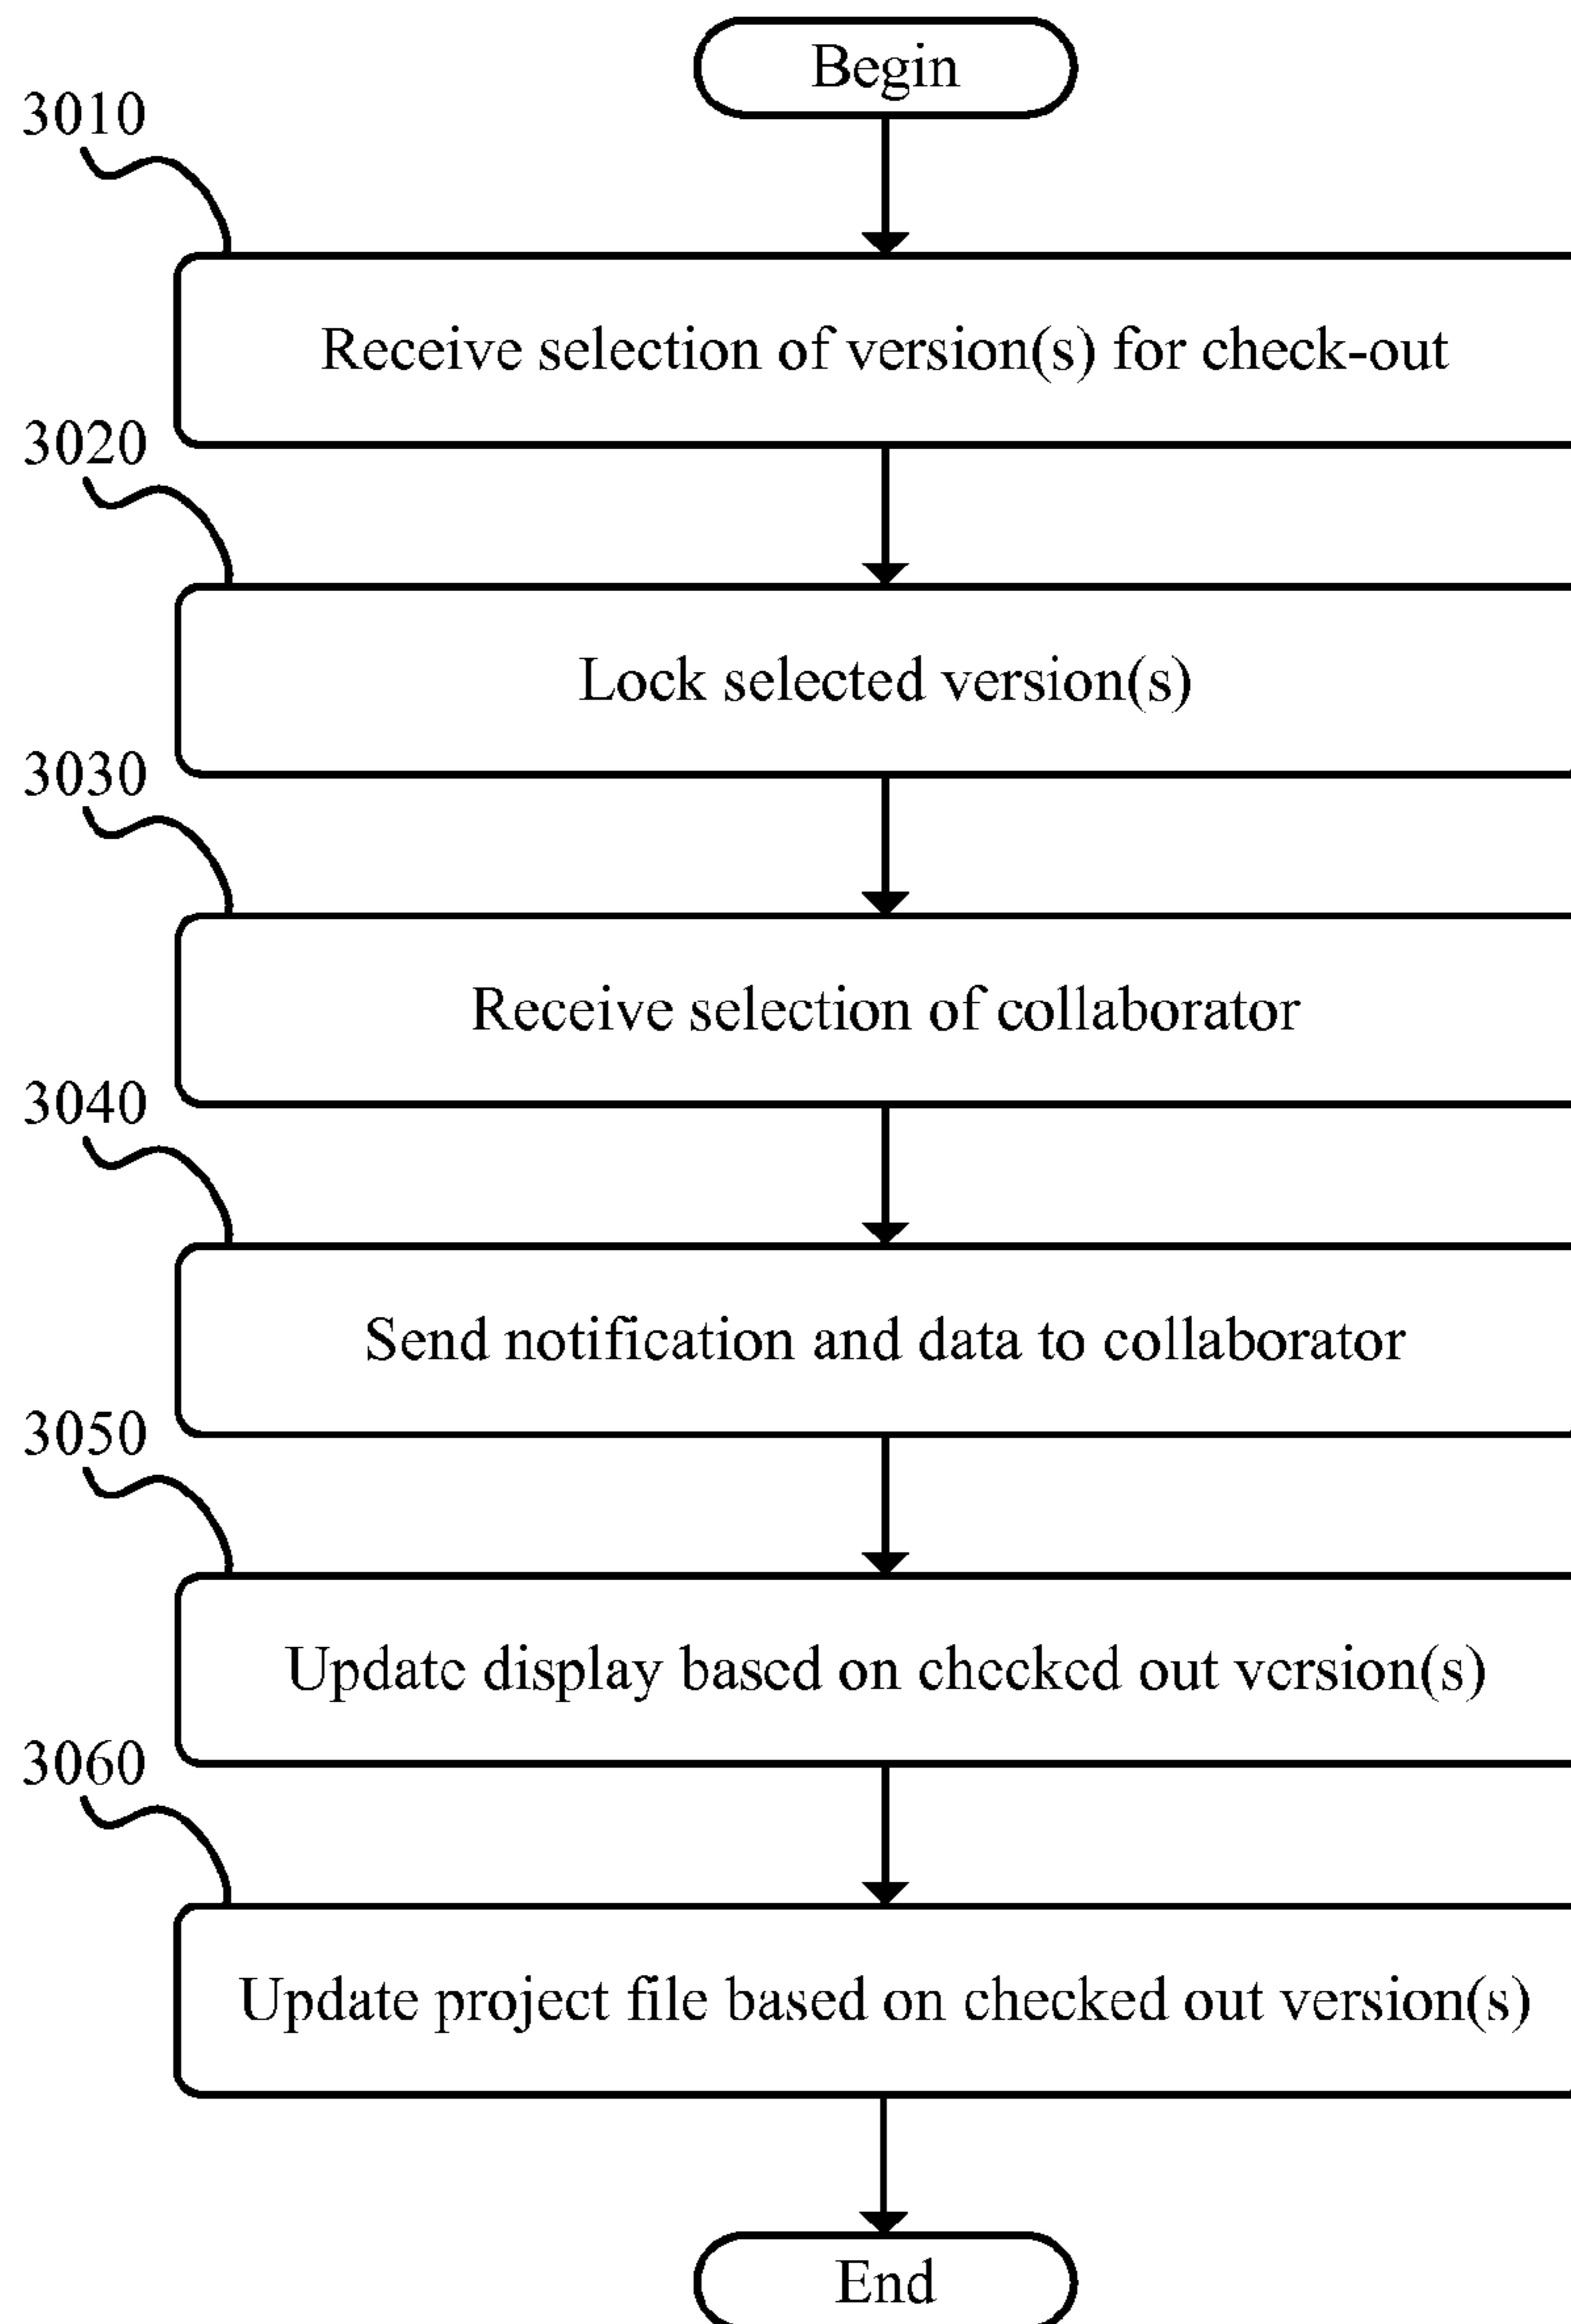 Begin
3010
Receive selection of version(s) for check-out
3020
Lock selected version(s)
3030
Receive selection of collaborator
3040
Send notification and data to collaborator
3050
Update display based on checked out version(s)
3060
Update project file based on checked out version(s)
End